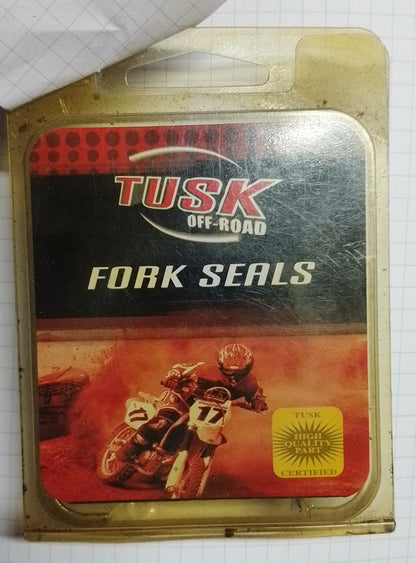 TUSK
OFF-ROAD
FORK SEALS
17
17
TUSK
HIGH
QUALITY
PART
CERTIFIED